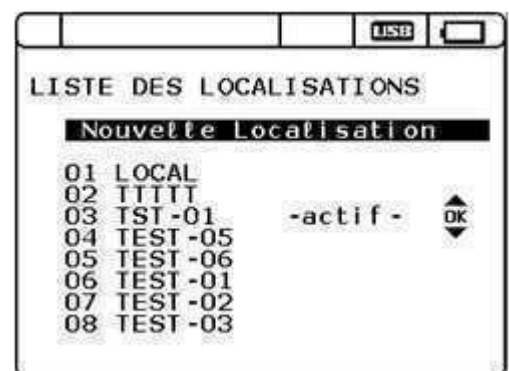 USB
LISTE DES LOCALISATIONS
Nouvelle Localisation
01 LOCAL
02 TTTTT
03 TST-01 -actif- OK
04 TEST-05
05 TEST-06
06 TEST-01
07 TEST-02
08 TEST-03